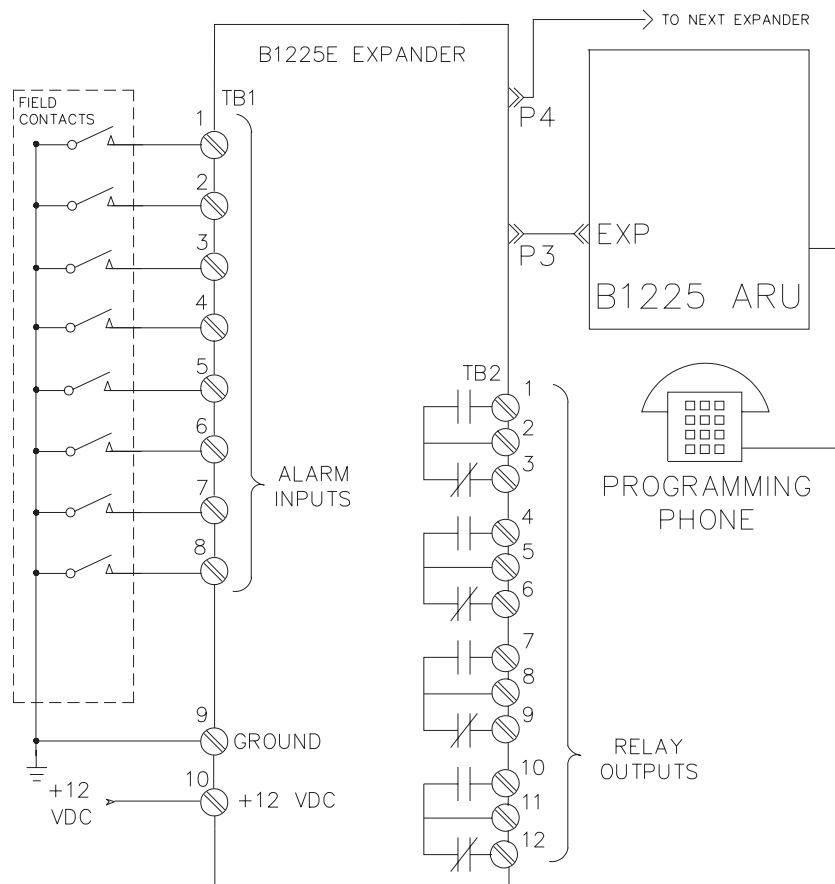 TO NEXT EXPANDER
B1225E EXPANDER
P4
FIELD
CONTACTS
TB1
1
2
3
4
5
6
7
8
ALARM
INPUTS
9
GROUND
10
+12
VDC
+12 VDC
P3
EXP
B1225 ARU
TB2
1
2
3
4
5
6
7
8
9
10
11
12
RELAY
OUTPUTS
PROGRAMMING
PHONE